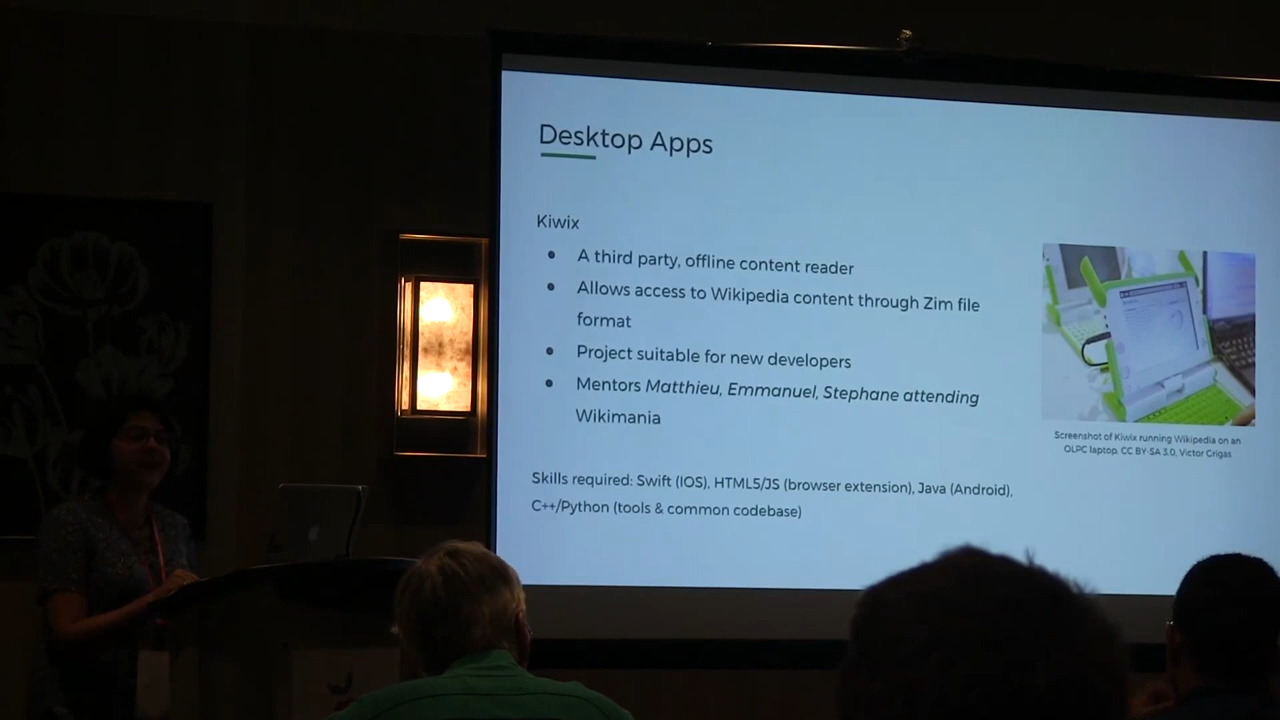 Desktop Apps
Kiwix
● A third party, offline content reader
● Allows access to Wikipedia content through Zim file
format
● Project suitable for new developers
● Mentors Matthieu, Emmanuel, Stephane attending
Wikimania
Skills required: Swift (IOS), HTML5/JS (browser extension), Java (Android),
C++/Python (tools & common codebase)
Screenshot of Kiwix running Wikipedia on an
OLPC laptop. CC BY-SA 3.0, Victor Grigas